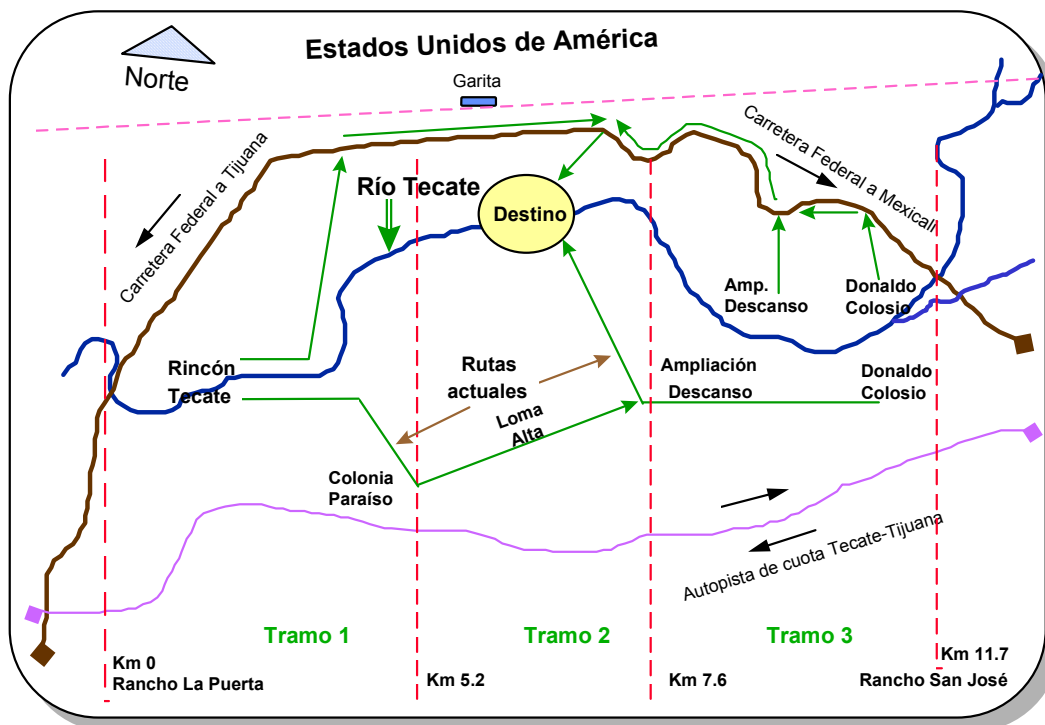 Estados Unidos de América
Norte
Garita
Carretera Federal a Tijuana
Río Tecate
Destino
Carretera Federal a Mexicali
Amp.
Descanso
Donaldo
Colosio
Rincón
Tecate
Rutas
actuales
Loma
Alta
Ampliación
Descanso
Donaldo
Colosio
Colonia
Paraíso
Autopista de cuota Tecate-Tijuana
Tramo 1
Tramo 2
Tramo 3
Km 0
Rancho La Puerta
Km 5.2
Km 7.6
Km 11.7
Rancho San José